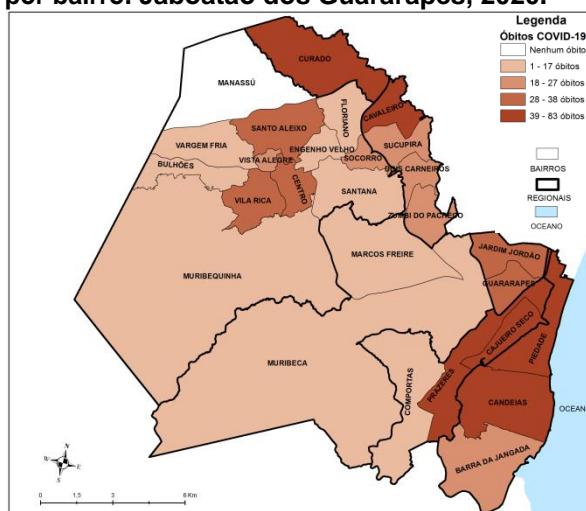 por bairro. Jaboatão dos Guararapes, 2020.
Legenda
Óbitos COVID-19
Nenhum óbito
1 - 17 óbitos
18 - 27 óbitos
28 - 38 óbitos
39 - 83 óbitos
BAIRROS
REGIONAIS
OCEANO
CURADO
MANASSÚ
FLORIANO
CAVALEIRO
SANTO ALEIXO
VARGEM FRIA
ENGENHO VELHO
SUCUPIRA
VISTA ALEGRE
SOCORRO
BULHÕES
DOIS CARNEIROS
CENTRO
SANTANA
VILA RICA
ZUMBI DO PACHECO
MARCOS FREIRE
JARDIM JORDÃO
MURIBEQUINHA
GUARARAPES
CAJUEIRO SECO
PIEDADE
MURIBECA
COMPORTAS
PRAZERES
CANDEIAS
OCEANO
BARRA DA JANGADA
N
W E
S
0 1,5 3 6 Km